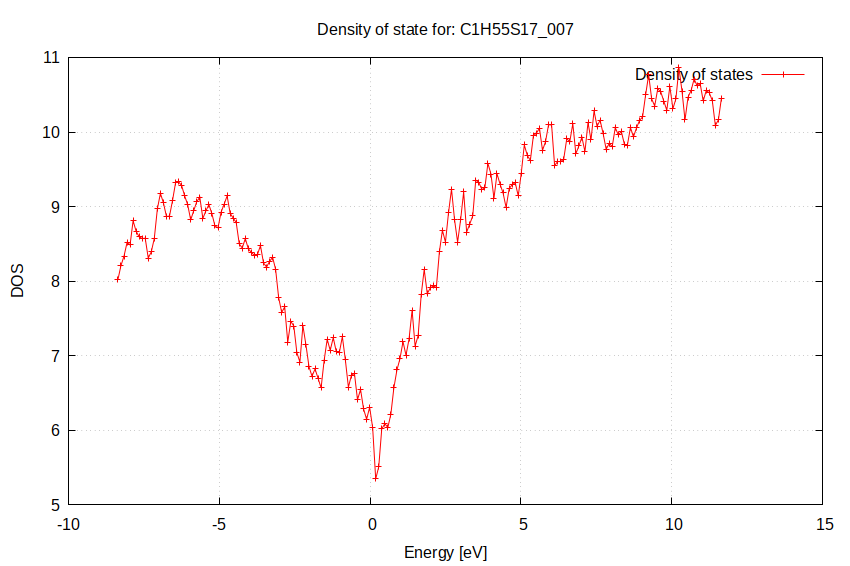 Density of state for: C1H55S17_007
Density of states
11
10
9
8
7
6
5
DOS
-10 -5 0 5 10 15
Energy [eV]